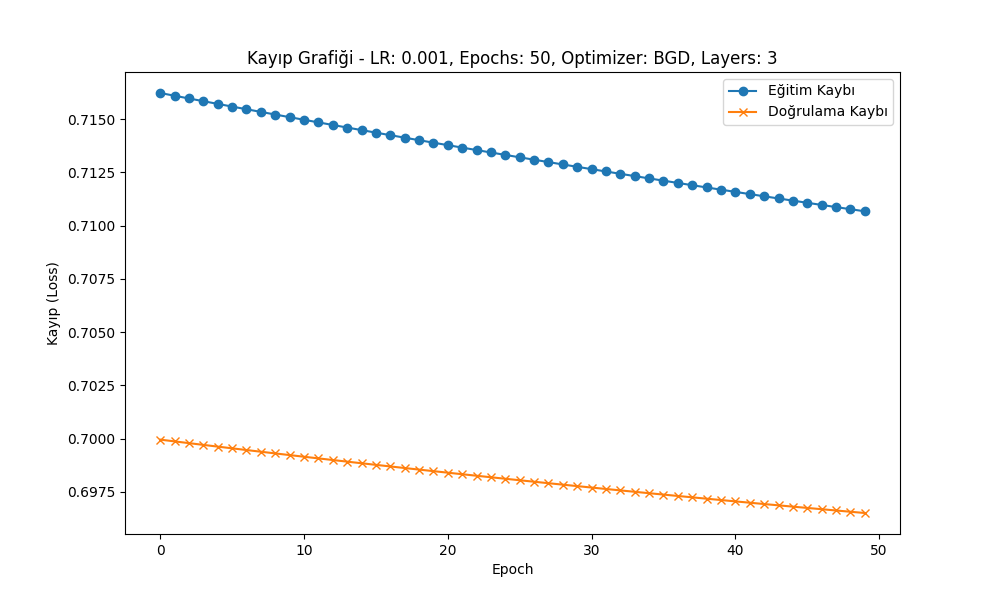 Kayıp Grafiği - LR: 0.001, Epochs: 50, Optimizer: BGD, Layers: 3
Eğitim Kaybı
Doğrulama Kaybı
Kayıp (Loss)
0.7150
0.7125
0.7100
0.7075
0.7050
0.7025
0.7000
0.6975
0 10 20 30 40 50
Epoch